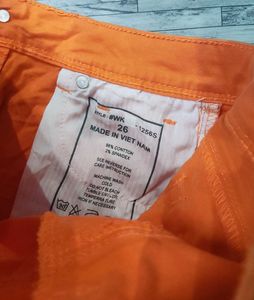 STYLE: #WK 1256S
26
MADE IN VIET NAM
98% COTTON
2% SPANDEX
SEE REVERSE FOR
CARE INSTRUCTION
MACHINE WASH
COLD
DO NOT BLEACH
TUMBLE DRY LOW
TEMPERATURE
IRON IF NECESSARY